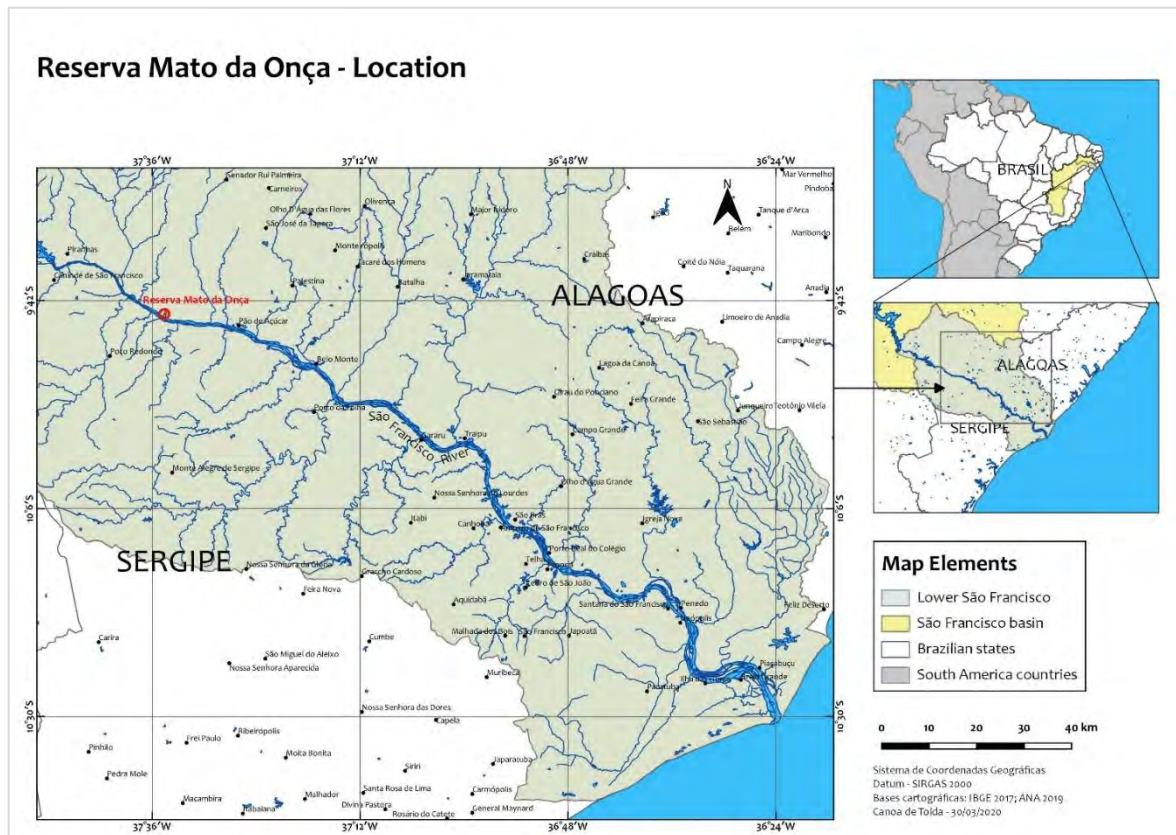 Reserva Mato da Onça - Location
37°36'W
37°12'W
36°48'W
36°24'W
Mar Vermelho
Pindoba
Senador Rui Palmeira
Carneiros
Olivença
Olho D'Água das Flores
São José da Tapera
Major Isidoro
Tanque d'Arca
Belém
Maribondo
Monteirópolis
Jacaré dos Homens
Craíbas
Coité do Nóia
Taquarana
Piranhas
Canindé de São Francisco
Palestina
Batalha
Jaramataia
Anadia
9°42'S
9°42'S
Reserva Mato da Onça
ALAGOAS
Pão de Açúcar
Arapiraca
Limoeiro de Anadia
Campo Alegre
Poço Redondo
Belo Monte
Lagoa da Canoa
Girau do Ponciano
Feira Grande
Junqueiro
Teotônio Vilela
São Sebastião
São Francisco River
Gararu
Traipu
Campo Grande
Monte Alegre de Sergipe
Olho d'Água Grande
Nossa Senhora de Lourdes
10°6'S
10°6'S
Itabi
Canhoba
São Brás
Igreja Nova
Porto Real do Colégio
SERGIPE
Nossa Senhora da Glória
Graccho Cardoso
Telha
Cedro de São João
Feira Nova
Aquidabã
Santana do São Francisco
Penedo
Neópolis
Feliz Deserto
Carira
Cumbe
Malhada dos Bois
São Francisco
Japoatã
São Miguel do Aleixo
Nossa Senhora Aparecida
Muribeca
Pacatuba
Ilha das Flores
Brejo Grande
Piaçabuçu
10°30'S
10°30'S
Nossa Senhora das Dores
Capela
Pinhão
Frei Paulo
Ribeirópolis
Moita Bonita
Siriri
Japaratuba
Pedra Mole
Macambira
Malhador
Santa Rosa de Lima
Carmópolis
Itabaiana
Divina Pastora
Rosário do Catete
General Maynard
N
BRASIL
ALAGOAS
SERGIPE
Map Elements
Lower São Francisco
São Francisco basin
Brazilian states
South America countries
0 10 20 30 40 km
Sistema de Coordenadas Geográficas
Datum - SIRGAS 2000
Bases cartográficas: IBGE 2017; ANA 2019
Canoa de Tolda - 30/03/2020